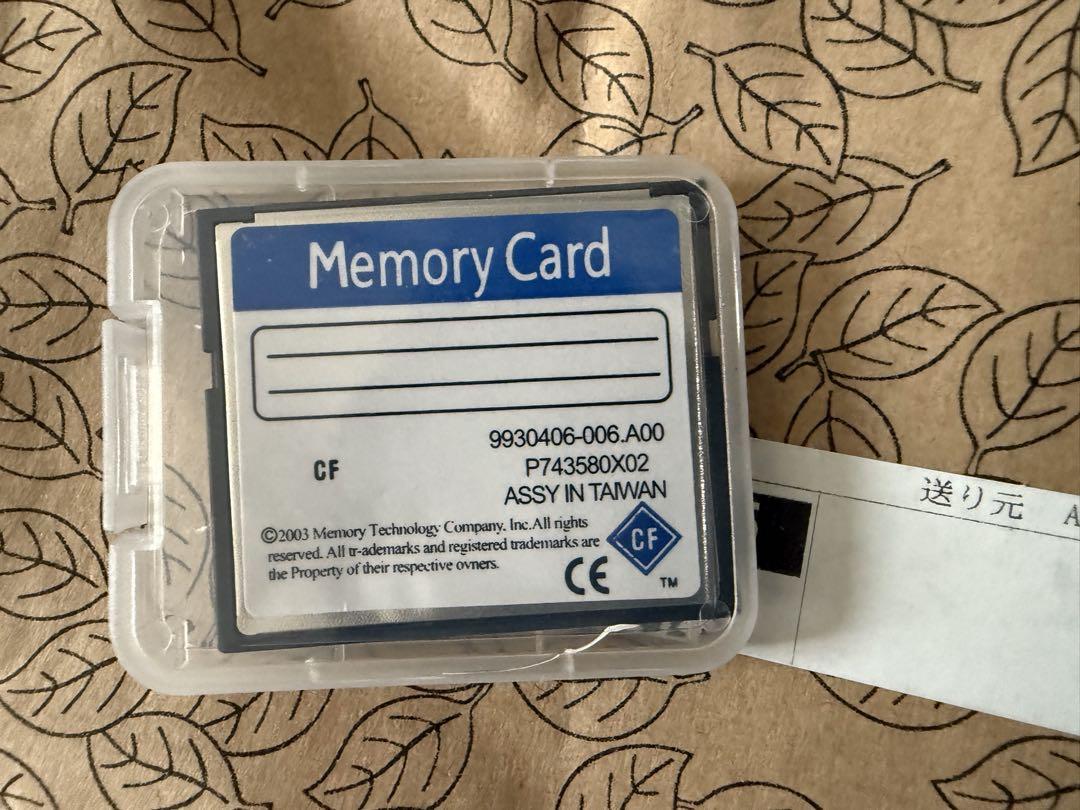 Memory Card
9930406-006.A00
CF
P743580X02
ASSY IN TAIWAN
©2003 Memory Technology Company, Inc.All rights
reserved. All tr-ademarks and registered trademarks are
the Property of their respective owners.
CF
CE
TM
送り元 A